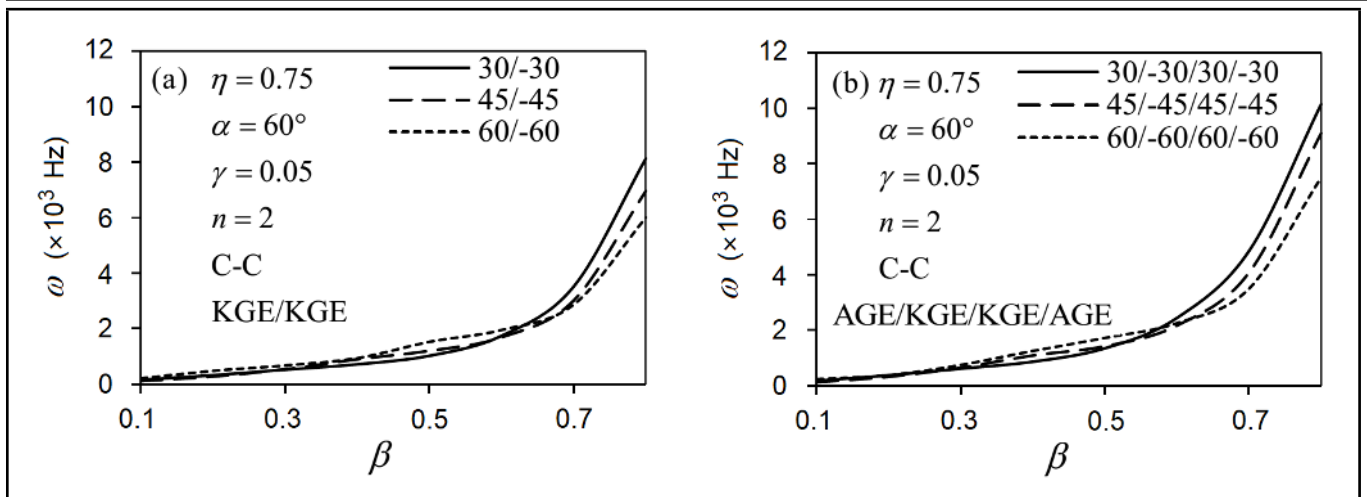 12
10
8
6
4
2
0
ω (×10³ Hz)
(a)
η = 0.75
α = 60°
γ = 0.05
n = 2
C-C
KGE/KGE
30/-30
45/-45
60/-60
0.1 0.3 0.5 0.7
β
12
10
8
6
4
2
0
ω (×10³ Hz)
(b) η = 0.75
α = 60°
γ = 0.05
n = 2
C-C
AGE/KGE/KGE/AGE
30/-30/30/-30
45/-45/45/-45
60/-60/60/-60
0.1 0.3 0.5 0.7
β